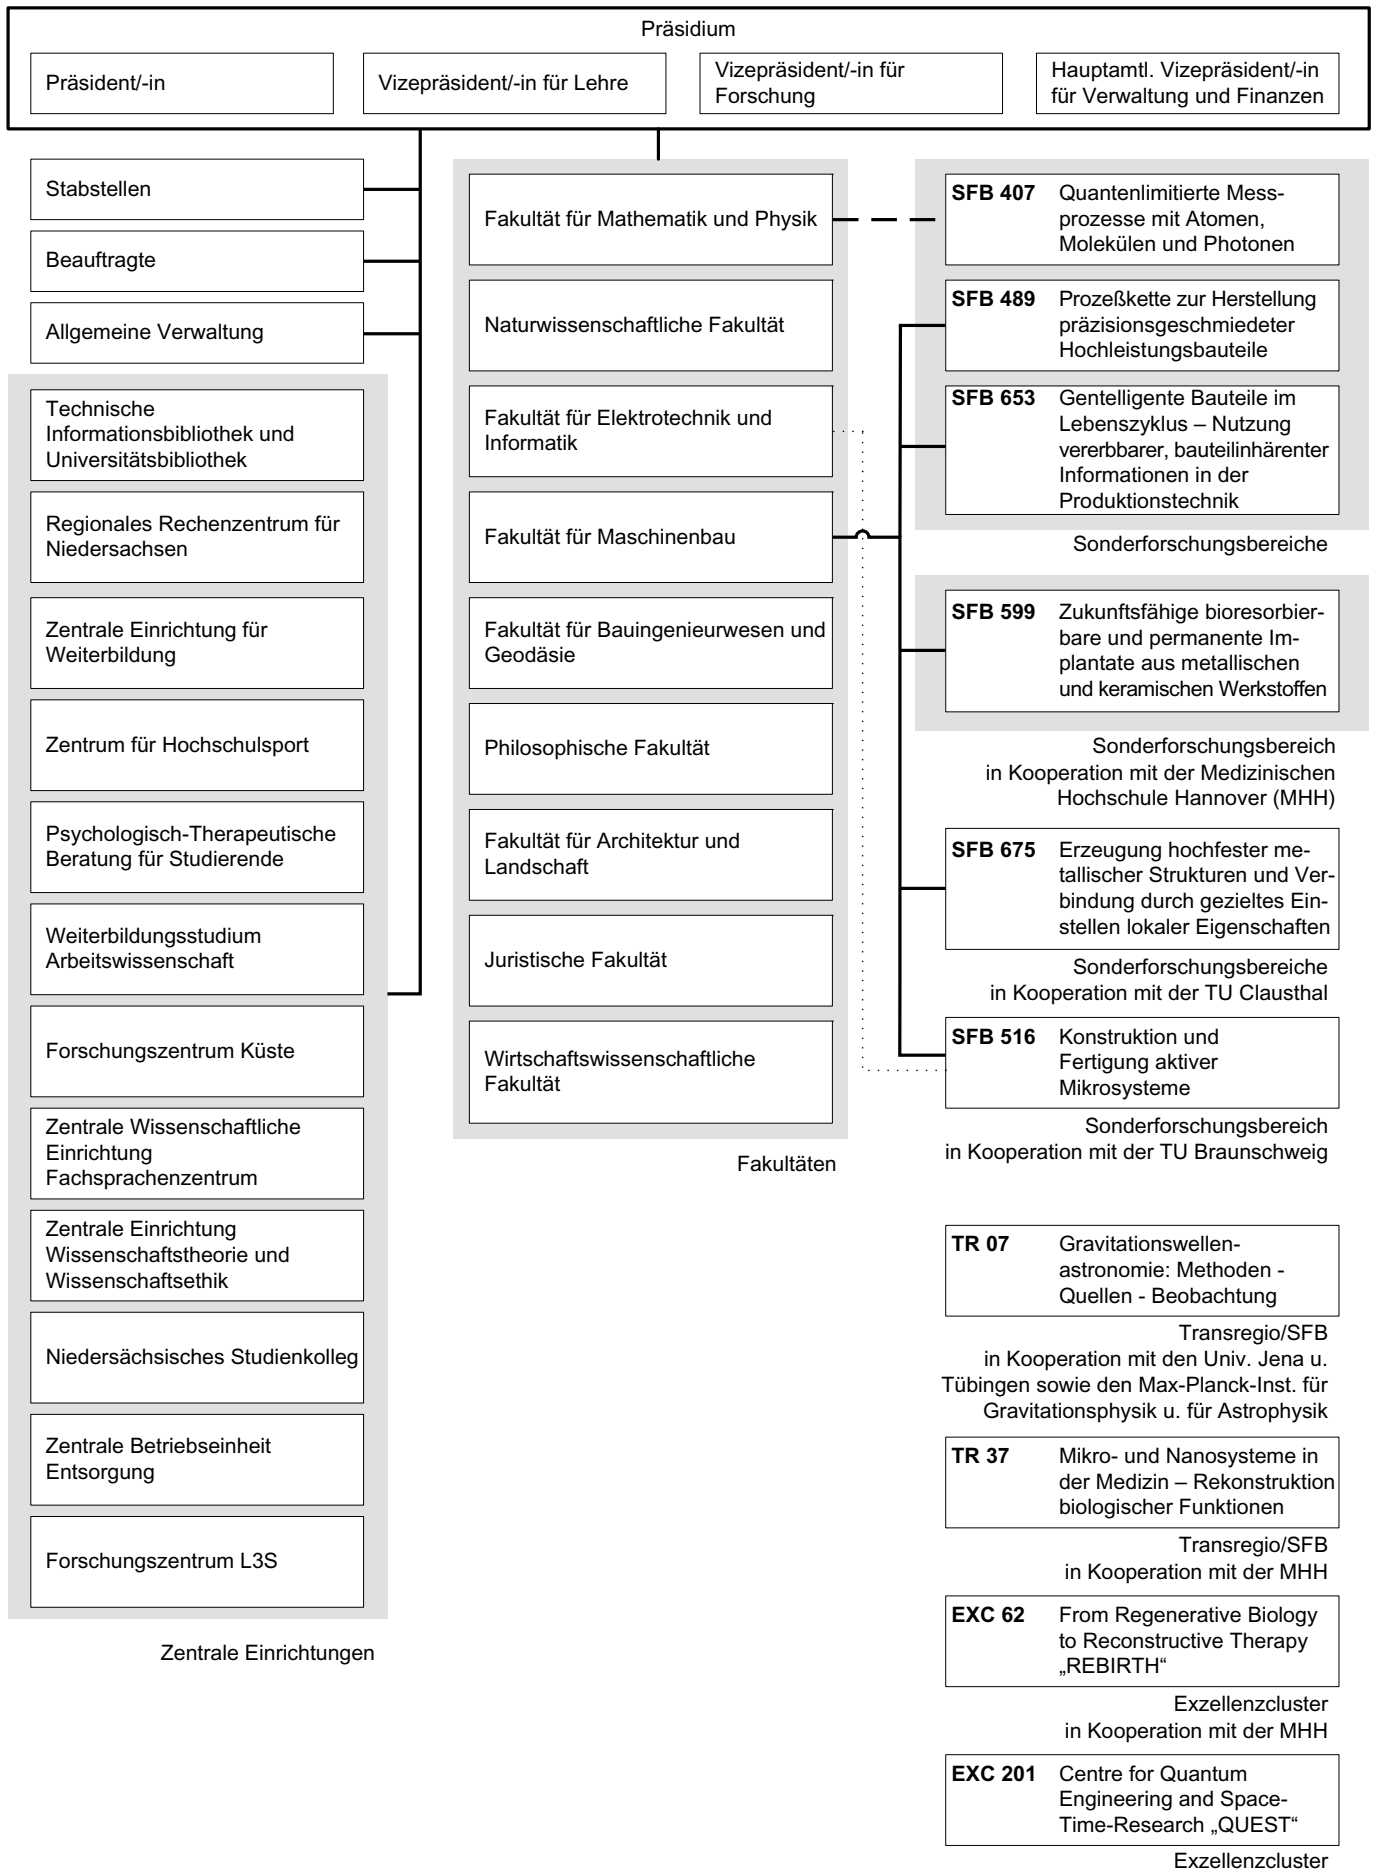 Präsidium
Präsident/-in
Vizepräsident/-in für Lehre
Vizepräsident/-in für
Forschung
Hauptamtl. Vizepräsident/-in
für Verwaltung und Finanzen
Stabstellen
Beauftragte
Allgemeine Verwaltung
Technische
Informationsbibliothek und
Universitätsbibliothek
Regionales Rechenzentrum für
Niedersachsen
Zentrale Einrichtung für
Weiterbildung
Zentrum für Hochschulsport
Psychologisch-Therapeutische
Beratung für Studierende
Weiterbildungsstudium
Arbeitswissenschaft
Forschungszentrum Küste
Zentrale Wissenschaftliche
Einrichtung
Fachsprachenzentrum
Zentrale Einrichtung
Wissenschaftstheorie und
Wissenschaftsethik
Niedersächsisches Studienkolleg
Zentrale Betriebseinheit
Entsorgung
Forschungszentrum L3S
Zentrale Einrichtungen
Fakultät für Mathematik und Physik
Naturwissenschaftliche Fakultät
Fakultät für Elektrotechnik und
Informatik
Fakultät für Maschinenbau
Fakultät für Bauingenieurwesen und
Geodäsie
Philosophische Fakultät
Fakultät für Architektur und
Landschaft
Juristische Fakultät
Wirtschaftswissenschaftliche
Fakultät
Fakultäten
SFB 407 Quantenlimitierte Mess-
prozesse mit Atomen,
Molekülen und Photonen
SFB 489 Prozeßkette zur Herstellung
präzisionsgeschmiedeter
Hochleistungsbauteile
SFB 653 Gentelligente Bauteile im
Lebenszyklus – Nutzung
vererbbarer, bauteilinhärenter
Informationen in der
Produktionstechnik
Sonderforschungsbereiche
SFB 599 Zukunftsfähige bioresorbier-
bare und permanente Im-
plantate aus metallischen
und keramischen Werkstoffen
Sonderforschungsbereich
in Kooperation mit der Medizinischen
Hochschule Hannover (MHH)
SFB 675 Erzeugung hochfester me-
tallischer Strukturen und Ver-
bindung durch gezieltes Ein-
stellen lokaler Eigenschaften
Sonderforschungsbereiche
in Kooperation mit der TU Clausthal
SFB 516 Konstruktion und
Fertigung aktiver
Mikrosysteme
Sonderforschungsbereich
in Kooperation mit der TU Braunschweig
TR 07 Gravitationswellen-
astronomie: Methoden -
Quellen - Beobachtung
Transregio/SFB
in Kooperation mit den Univ. Jena u.
Tübingen sowie den Max-Planck-Inst. für
Gravitationsphysik u. für Astrophysik
TR 37 Mikro- und Nanosysteme in
der Medizin – Rekonstruktion
biologischer Funktionen
Transregio/SFB
in Kooperation mit der MHH
EXC 62 From Regenerative Biology
to Reconstructive Therapy
„REBIRTH“
Exzellenzcluster
in Kooperation mit der MHH
EXC 201 Centre for Quantum
Engineering and Space-
Time-Research „QUEST“
Exzellenzcluster